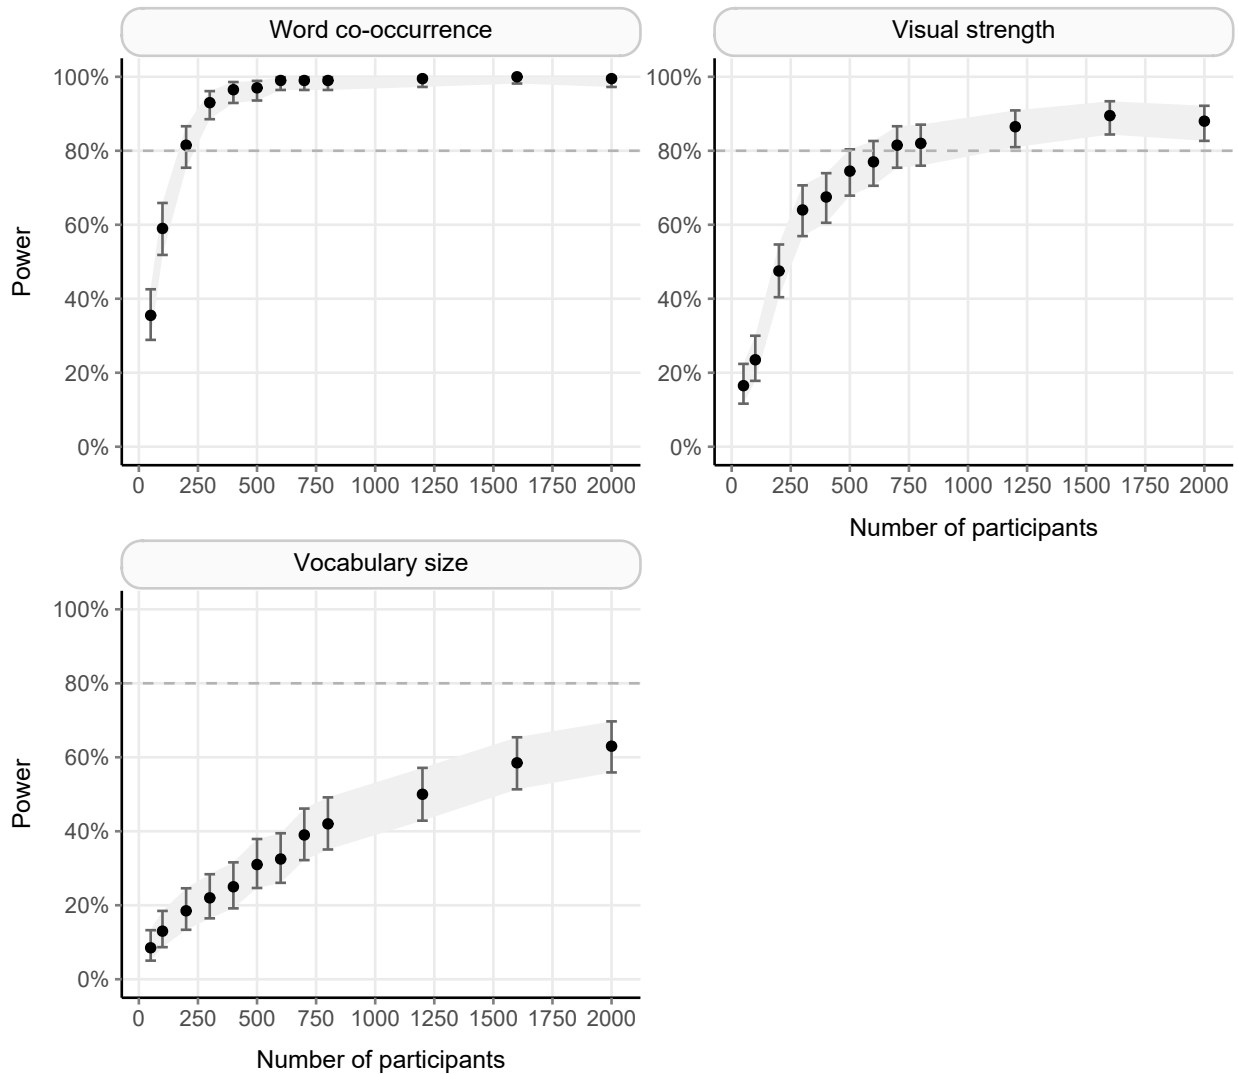 Word co-occurrence
Visual strength
100%
80%
60%
40%
20%
0%
Power
0 250 500 750 1000 1250 1500 1750 2000
100%
80%
60%
40%
20%
0%
0 250 500 750 1000 1250 1500 1750 2000
Number of participants
Vocabulary size
100%
80%
60%
40%
20%
0%
Power
0 250 500 750 1000 1250 1500 1750 2000
Number of participants